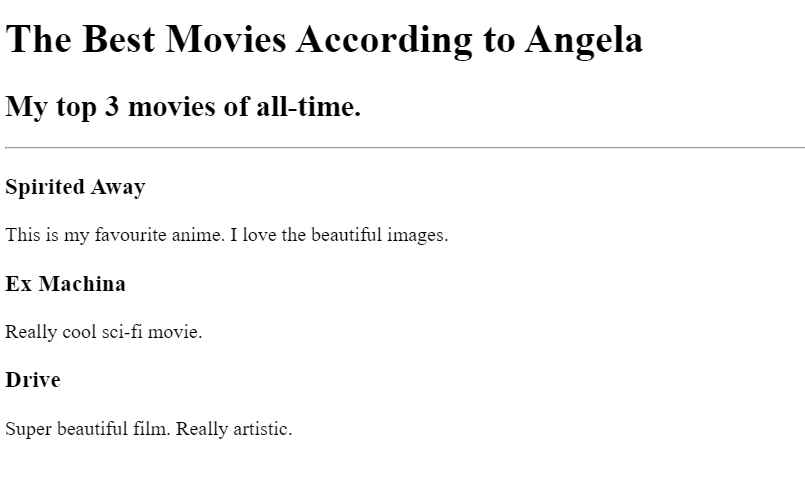 The Best Movies According to Angela
My top 3 movies of all-time.
Spirited Away
This is my favourite anime. I love the beautiful images.
Ex Machina
Really cool sci-fi movie.
Drive
Super beautiful film. Really artistic.